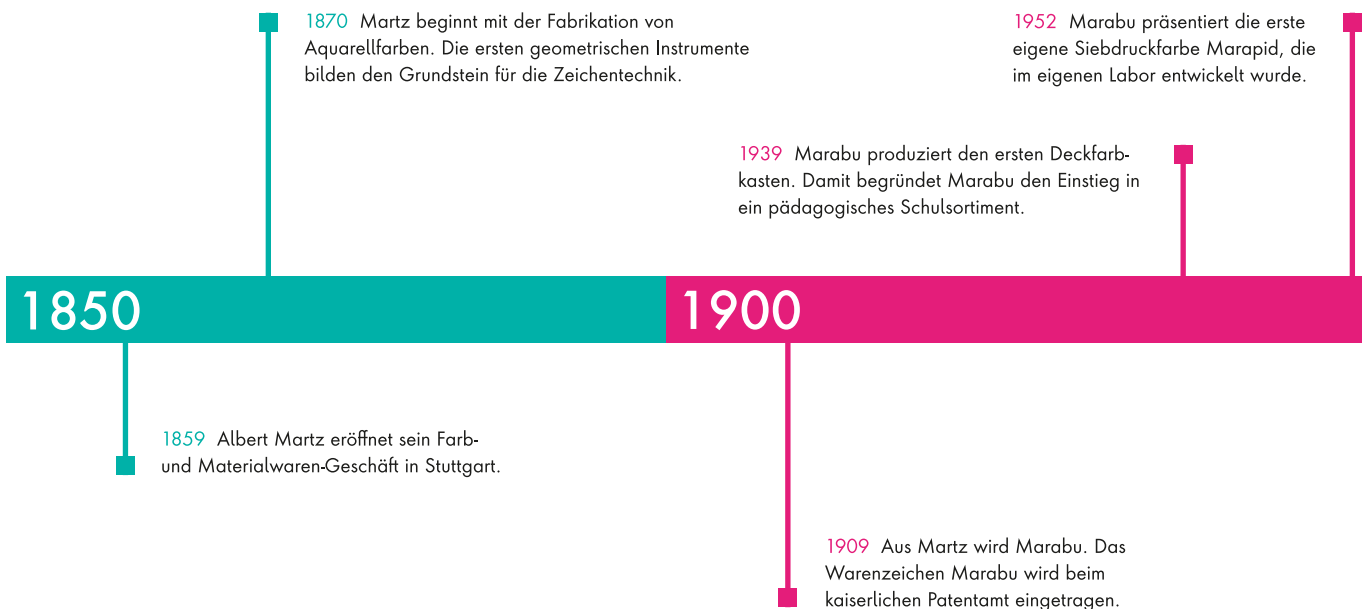 1870 Martz beginnt mit der Fabrikation von
Aquarellfarben. Die ersten geometrischen Instrumente
bilden den Grundstein für die Zeichentechnik.
1952 Marabu präsentiert die erste
eigene Siebdruckfarbe Marapid, die
im eigenen Labor entwickelt wurde.
1939 Marabu produziert den ersten Deckfarb-
kasten. Damit begründet Marabu den Einstieg in
ein pädagogisches Schulsortiment.
1850
1900
1859 Albert Martz eröffnet sein Farb-
und Materialwaren-Geschäft in Stuttgart.
1909 Aus Martz wird Marabu. Das
Warenzeichen Marabu wird beim
kaiserlichen Patentamt eingetragen.